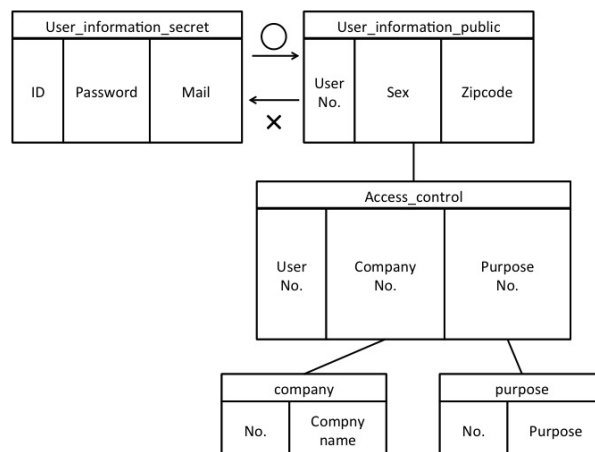 User_information_secret
User_information_public
ID
Password
Mail
User
No.
Sex
Zipcode
Access_control
User
No.
Company
No.
Purpose
No.
company
purpose
No.
Compny
name
No.
Purpose